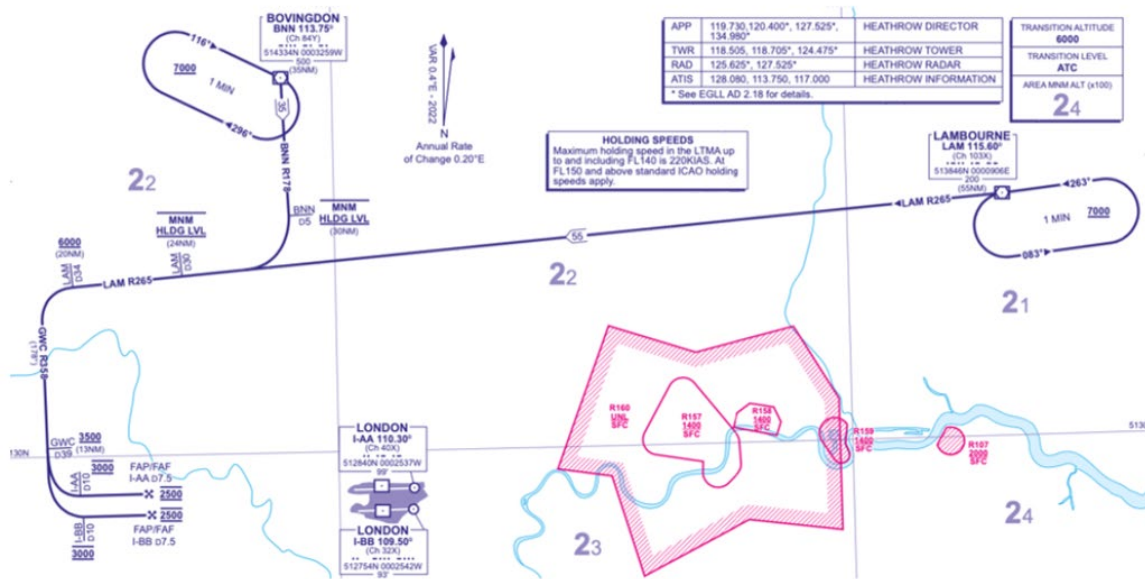 BOVINGDON
BNN 113.75°
(Ch 84Y)
514334N 0003259W
500
(35NM)
116°
7000
1 MIN
296°
35
BNN R178
VAR 0.4°E - 2022
N
Annual Rate
of Change 0.20°E
APP 119.730,120.400*, 127.525*, 134.980* HEATHROW DIRECTOR
TWR 118.505, 118.705*, 124.475* HEATHROW TOWER
RAD 125.625*, 127.525* HEATHROW RADAR
ATIS 128.080, 113.750, 117.000 HEATHROW INFORMATION
* See EGLL AD 2.18 for details.
TRANSITION ALTITUDE
6000
TRANSITION LEVEL
ATC
AREA MNM ALT (x100)
24
HOLDING SPEEDS
Maximum holding speed in the LTMA up
to and including FL140 is 220KIAS. At
FL150 and above standard ICAO holding
speeds apply.
LAMBOURNE
LAM 115.60°
(Ch 103X)
513846N 0000906E
200
(55NM)
263°
1 MIN
7000
083°
LAM R265
22
MNM
HLDG LVL
(24NM)
LAM
D30
BNN
D5
MNM
HLDG LVL
(30NM)
6000
(20NM)
LAM
D34
LAM R265
55
22
21
GWC R358
(178°)
GWC
D39
3500
(13NM)
5130N
3000
I-AA
D10
FAP/FAF
I-AA D7.5
2500
2500
FAP/FAF
I-BB D7.5
I-BB
D10
3000
LONDON
I-AA 110.30°
(Ch 40X)
512840N 0002537W
99'
LONDON
I-BB 109.50°
(Ch 32X)
512754N 0002542W
93'
R160
UNL
SFC
R157
1400
SFC
R158
1400
SFC
R159
1400
SFC
R107
2000
SFC
5130
23
24